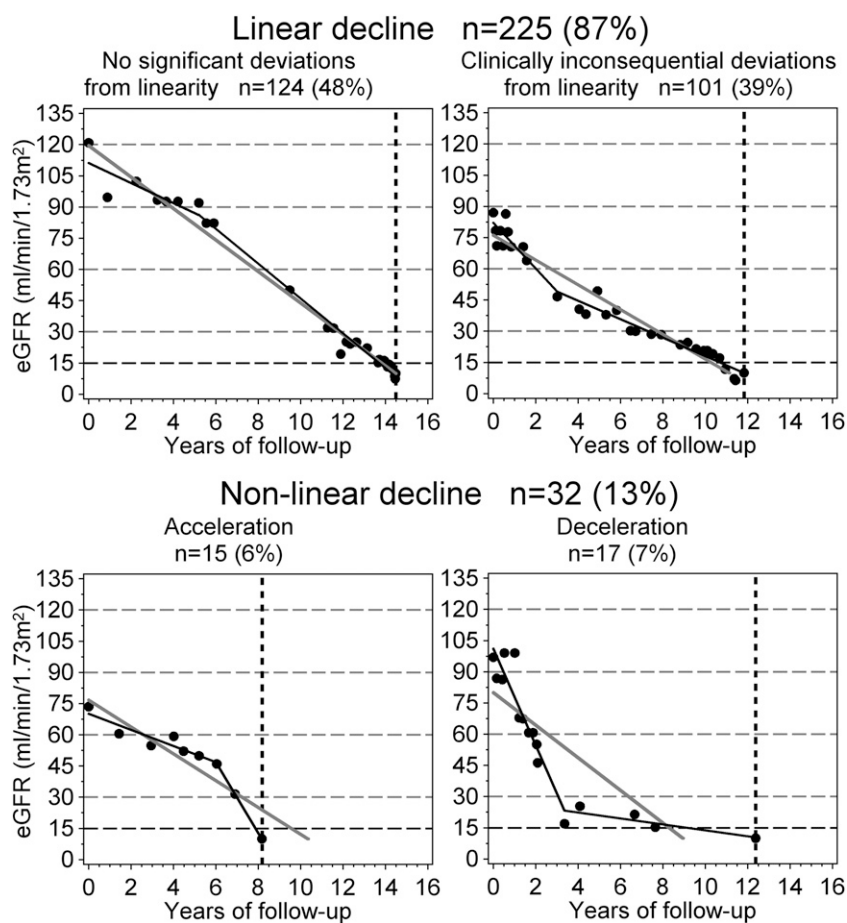 Linear decline n=225 (87%)
No significant deviations
from linearity n=124 (48%)
Clinically inconsequential deviations
from linearity n=101 (39%)
eGFR (ml/min/1.73m²)
135
120
105
90
75
60
45
30
15
0
0 2 4 6 8 10 12 14 16
Years of follow-up
135
120
105
90
75
60
45
30
15
0
0 2 4 6 8 10 12 14 16
Years of follow-up
Non-linear decline n=32 (13%)
Acceleration
n=15 (6%)
Deceleration
n=17 (7%)
eGFR (ml/min/1.73m²)
135
120
105
90
75
60
45
30
15
0
0 2 4 6 8 10 12 14 16
Years of follow-up
135
120
105
90
75
60
45
30
15
0
0 2 4 6 8 10 12 14 16
Years of follow-up